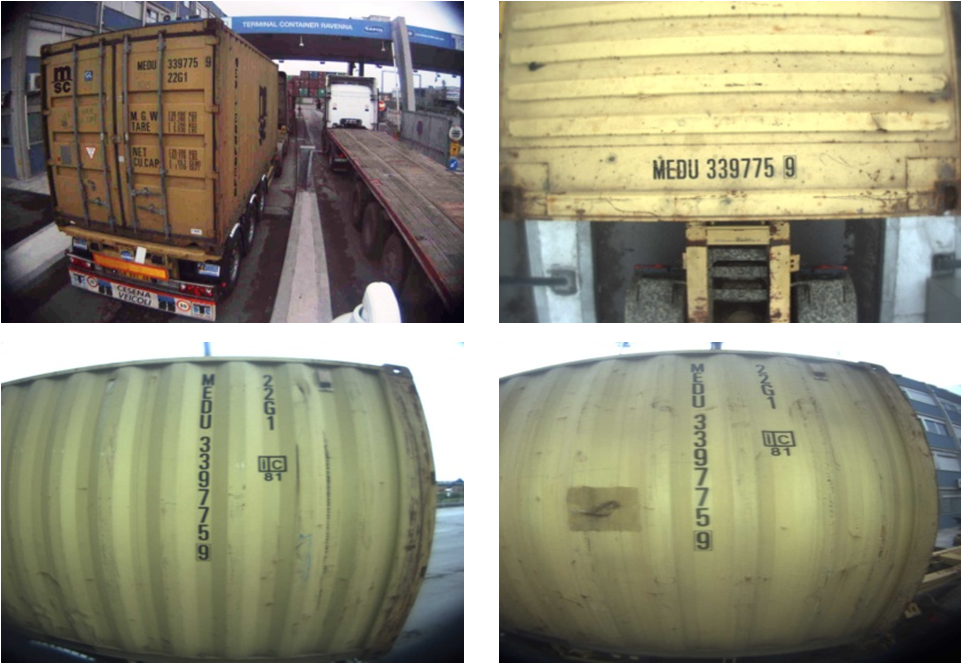 TERMINAL CONTAINER RAVENNA
msc
MEDU 339775 9
22G1
M.G.W
TARE
NET
CU CAP
CESENA
VEICOLI
MEDU 339775 9
MEDU 339775 9
22G1
iC
81
MEDU 339775 9
22G1
iC
81